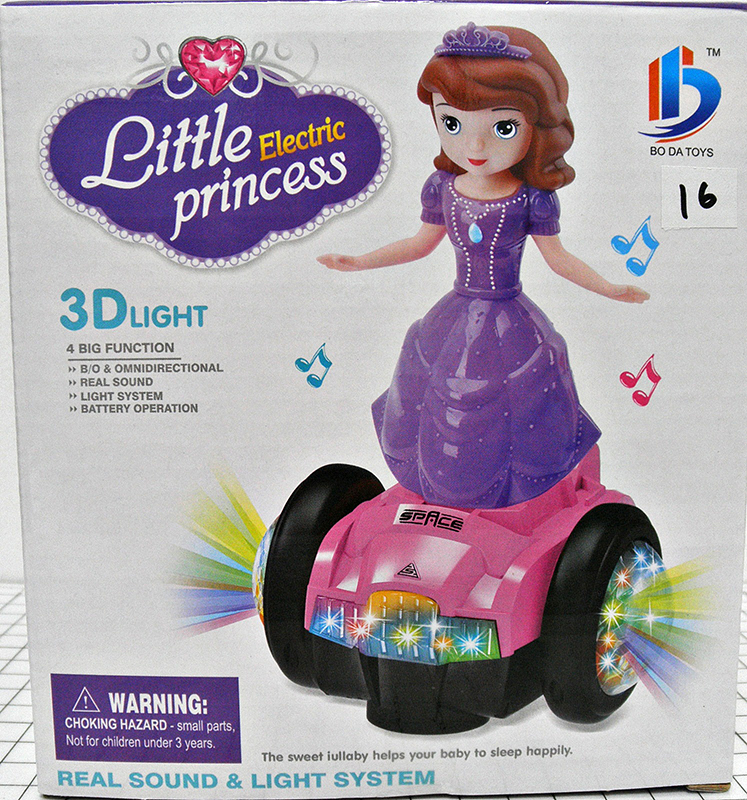 Little
Electric
princess
TM
BO DA TOYS
16
3D LIGHT
4 BIG FUNCTION
B/O & OMNIDIRECTIONAL
REAL SOUND
LIGHT SYSTEM
BATTERY OPERATION
SPACE
WARNING:
CHOKING HAZARD - small parts,
Not for children under 3 years.
The sweet iullaby helps your baby to sleep happily.
REAL SOUND & LIGHT SYSTEM